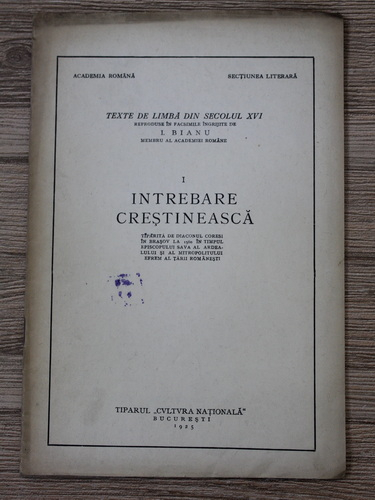 ACADEMIA ROMÂNĂ
SECȚIUNEA LITERARĂ
TEXTE DE LIMBĂ DIN SECOLUL XVI
REPRODUSE ÎN FACSIMILE ÎNGRIJITE DE
I. BIANU
MEMBRU AL ACADEMIEI ROMÂNE
I
INTREBARE
CREȘTINEASCĂ
TIPĂRITA DE DIACONUL CORESI
ÎN BRAȘOV LA 1560 ÎN TIMPUL
EPISCOPULUI SAVA AL ARDEA-
LULUI ȘI AL MITROPOLITULUI
EFREM AL ȚĂRII ROMÂNEȘTI
TIPARUL „CVLTVRA NAȚIONALĂ"
BUCUREȘTI
1925